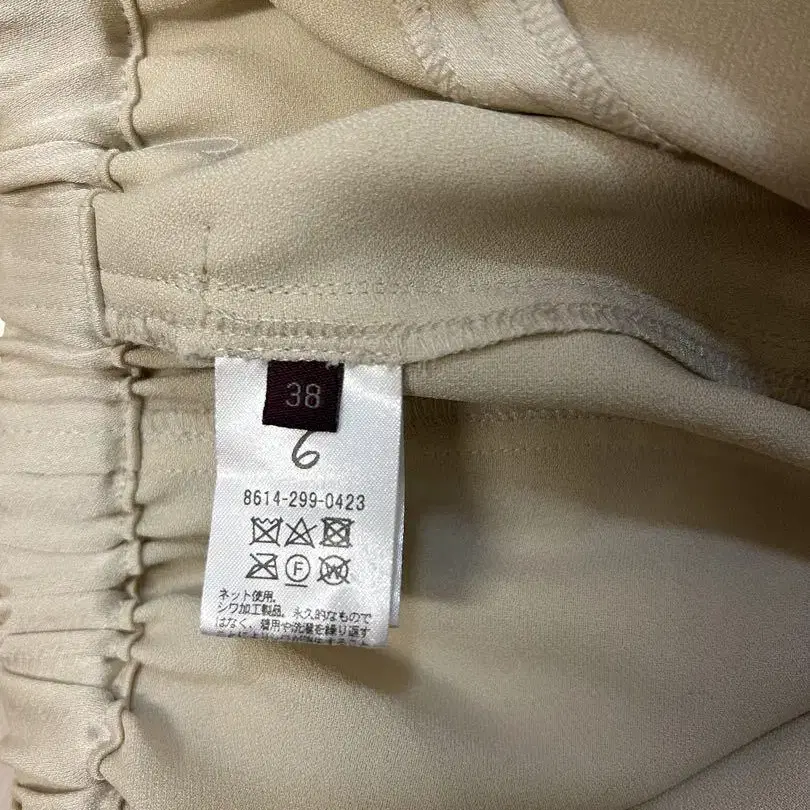 38
6
8614-299-0423
F
W
ネット使用。
シワ加工製品。永久的なもので
はなく、着用や洗濯を繰り返す